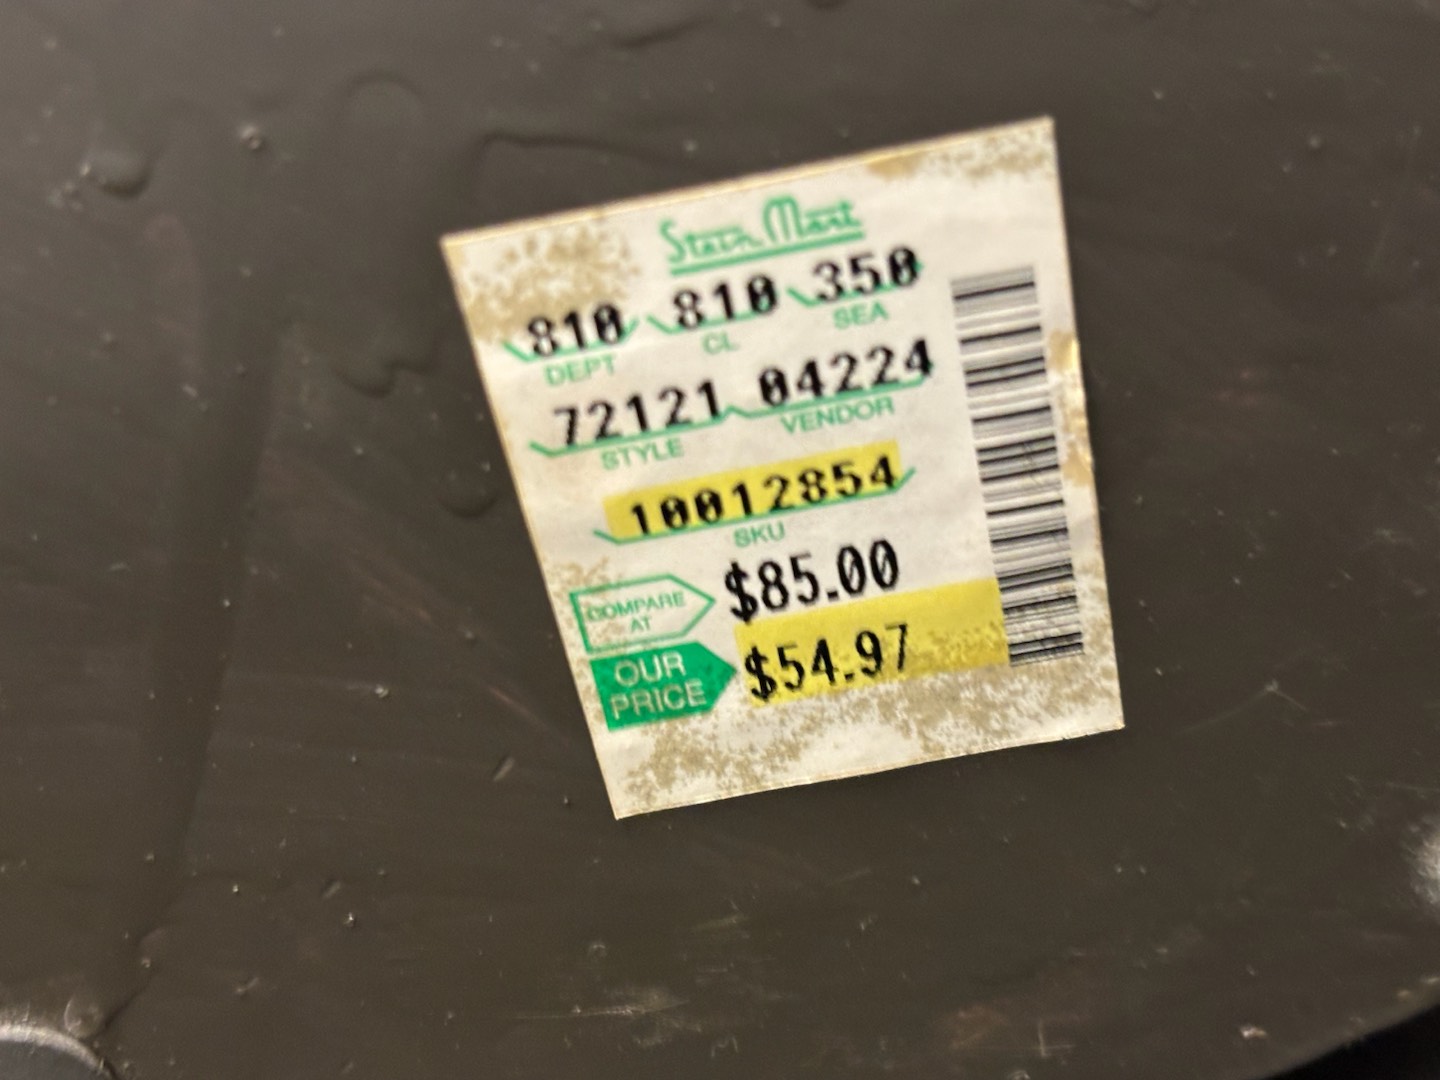 Stein Mart
810 810 350
DEPT CL SEA
72121 04224
STYLE VENDOR
10012854
SKU
COMPARE AT $85.00
OUR PRICE $54.97